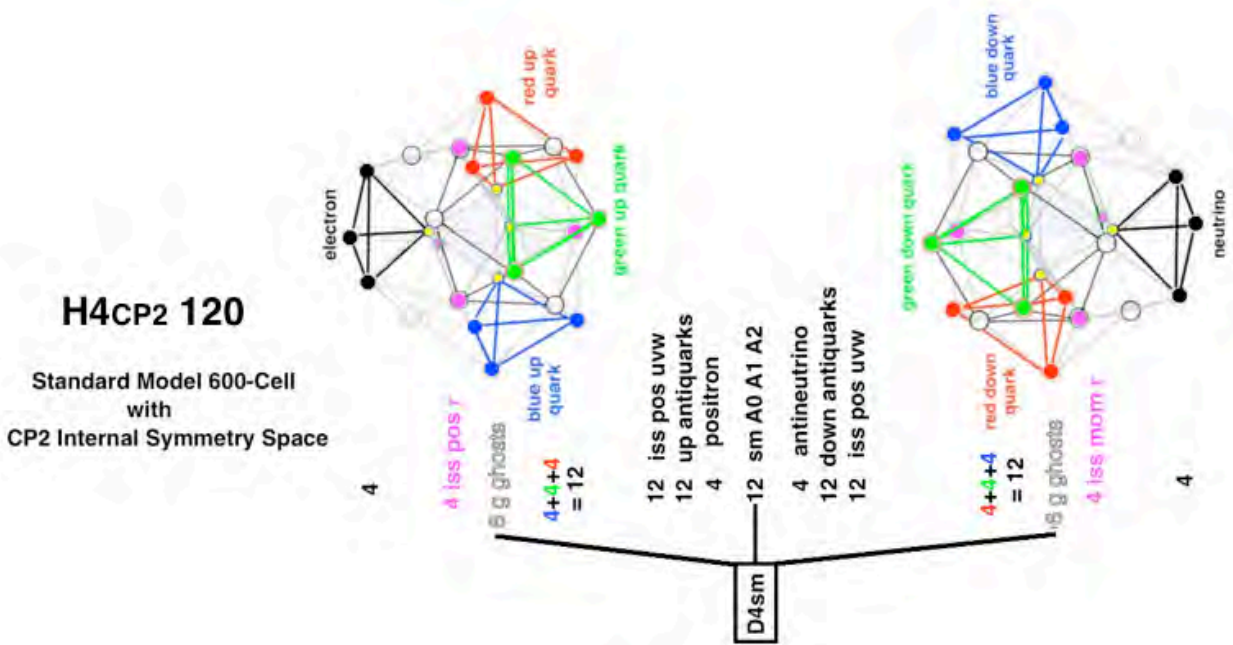 H4CP2 120
Standard Model 600-Cell
with
CP2 Internal Symmetry Space
4
4 iss pos r
6 g ghosts
4+4+4
= 12
electron
red up
quark
green up quark
blue up
quark
12 iss pos uvw
12 up antiquarks
4 positron
12 sm A0 A1 A2
4 antineutrino
12 down antiquarks
12 iss pos uvw
D4sm
blue down
quark
green down quark
red down
quark
neutrino
4+4+4
= 12
6 g ghosts
4 iss mom r
4